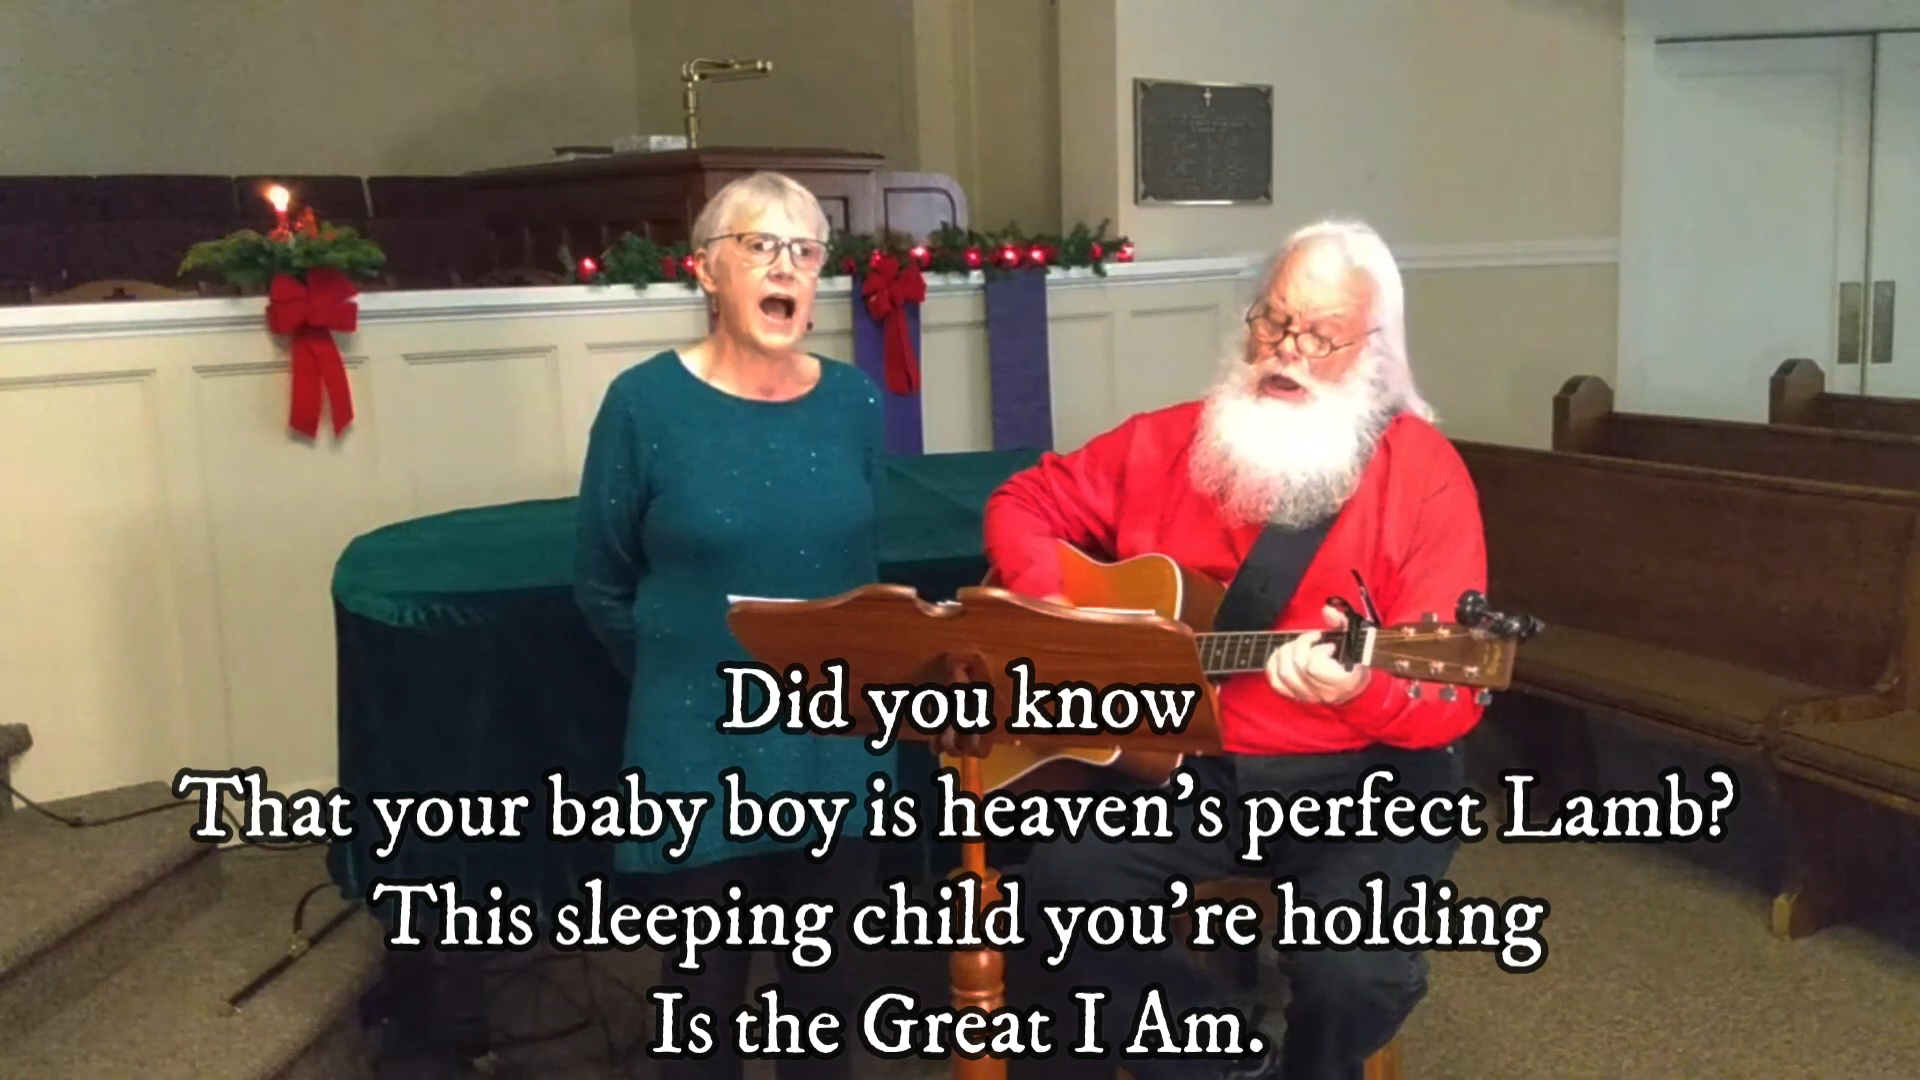 Did you know
That your baby boy is heaven’s perfect Lamb?
This sleeping child you’re holding
Is the Great I Am.